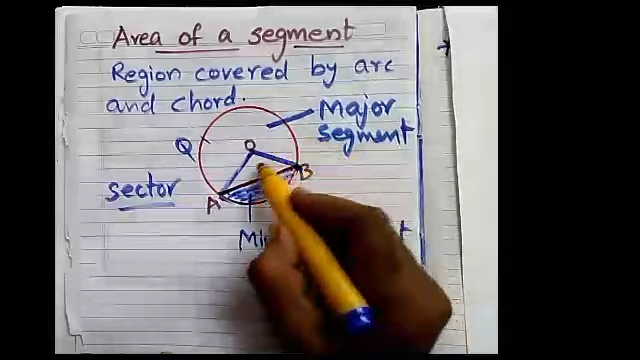 Area of a segment
Region covered by arc
and chord.
Major
segment
Q
O
B
sector
A